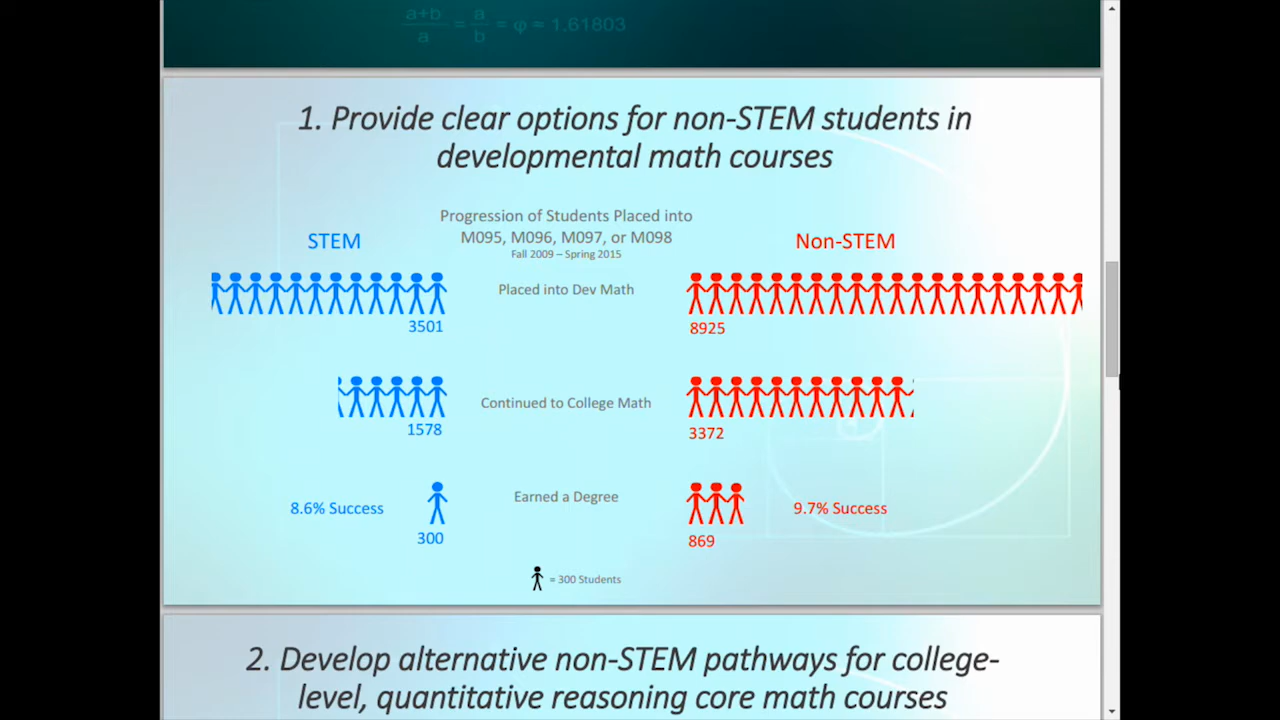 a+b
a
=
a
b
= φ = 1.61803
1. Provide clear options for non-STEM students in
developmental math courses
Progression of Students Placed into
M095, M096, M097, or M098
Fall 2009 – Spring 2015
STEM
Non-STEM
Placed into Dev Math
3501
8925
Continued to College Math
1578
3372
Earned a Degree
8.6% Success
9.7% Success
300
869
= 300 Students
2. Develop alternative non-STEM pathways for college-
level, quantitative reasoning core math courses